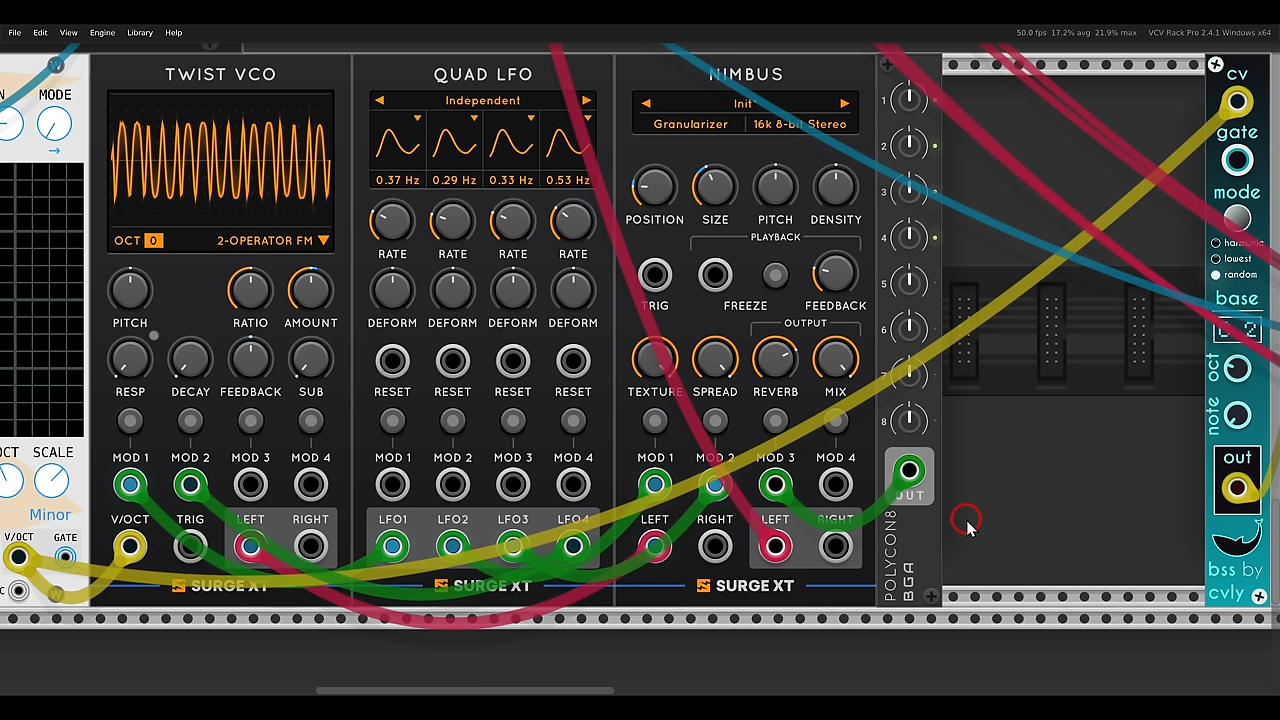 File Edit View Engine Library Help
50.0 fps 17.2% avg 21.9% max VCV Rack Pro 2.4.1 Windows x64
MODE
SCALE
Minor
V/OCT GATE
TWIST VCO
OCT 0 2-OPERATOR FM
PITCH RATIO AMOUNT
RESP DECAY FEEDBACK SUB
MOD 1 MOD 2 MOD 3 MOD 4
V/OCT TRIG LEFT RIGHT
SURGE XT
QUAD LFO
Independent
0.37 Hz 0.29 Hz 0.33 Hz 0.53 Hz
RATE RATE RATE RATE
DEFORM DEFORM DEFORM DEFORM
RESET RESET RESET RESET
MOD 1 MOD 2 MOD 3 MOD 4
LFO1 LFO2 LFO3 LFO4
SURGE XT
NIMBUS
Init
Granularizer 16k 8-bit Stereo
POSITION SIZE PITCH DENSITY
PLAYBACK
TRIG FREEZE FEEDBACK
OUTPUT
TEXTURE SPREAD REVERB MIX
MOD 1 MOD 2 MOD 3 MOD 4
LEFT RIGHT LEFT RIGHT
SURGE XT
1
2
3
4
5
6
7
8
OUT
POLYCON8
BGA
cv
gate
mode
harmonic
lowest
random
base
oct
note
out
bss by
cvly